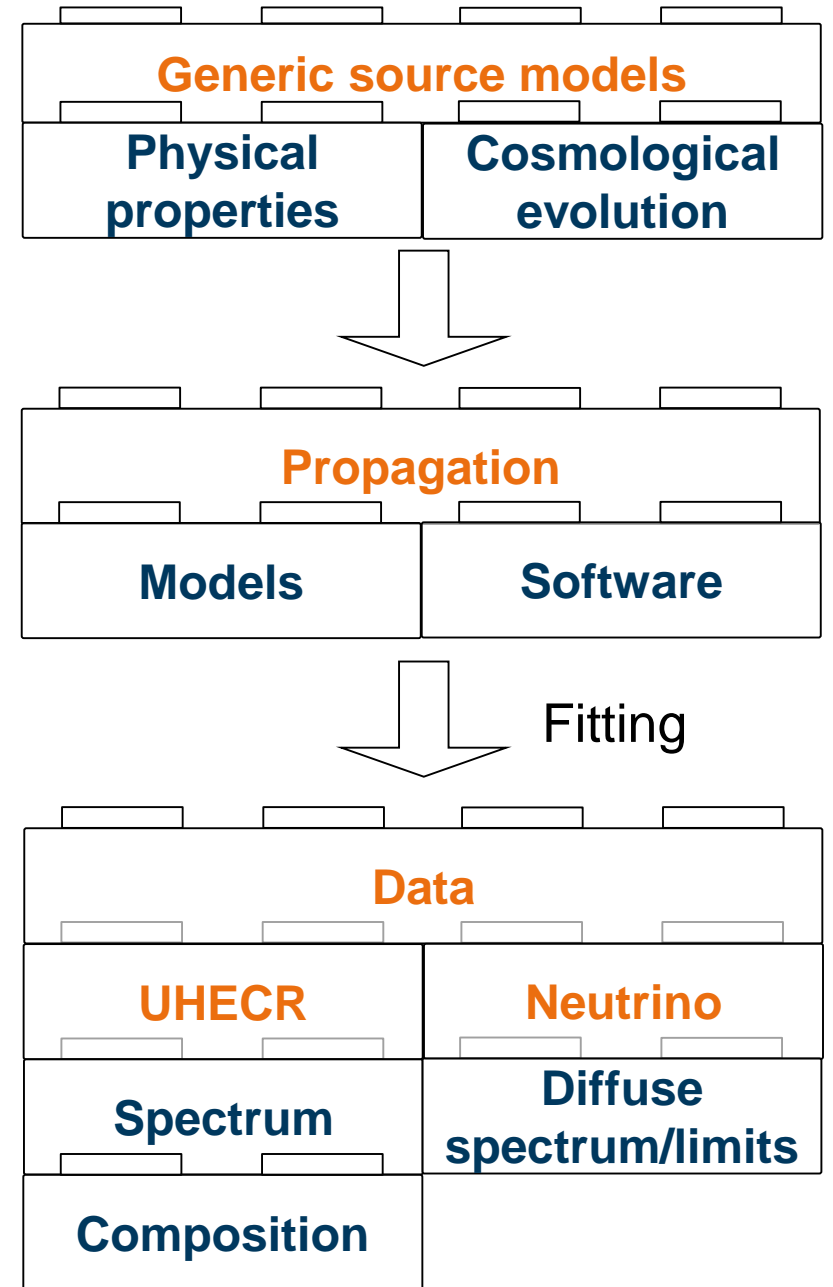 Generic source models
Physical
properties
Cosmological
evolution
Propagation
Models
Software
Fitting
Data
UHECR
Neutrino
Spectrum
Diffuse
spectrum/limits
Composition